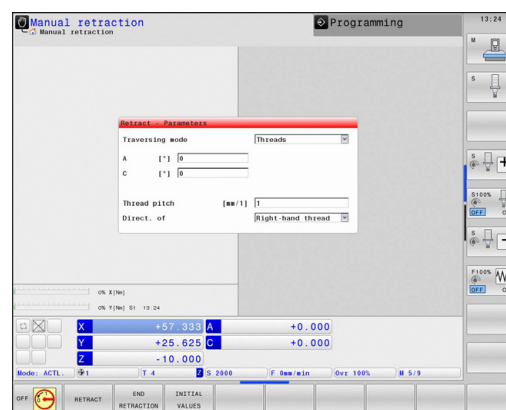 Manual retraction
Manual retraction
Programming
13:24
M
S
Retract - Parameters
Traversing mode Threads
A [°] 0
C [°] 0
Thread pitch [mm/1] 1
Direct. of Right-hand thread
S
S100%
OFF
S
F100%
OFF
0% X[Nm]
0% Y[Nm] S1 13:24
X +57.333 A +0.000
Y +25.625 C +0.000
Z -10.000
Mode: ACTL. 1 T 4 Z S 2000 F 0mm/min Ovr 100% M 5/9
OFF
RETRACT
END
RETRACTION
INITIAL
VALUES